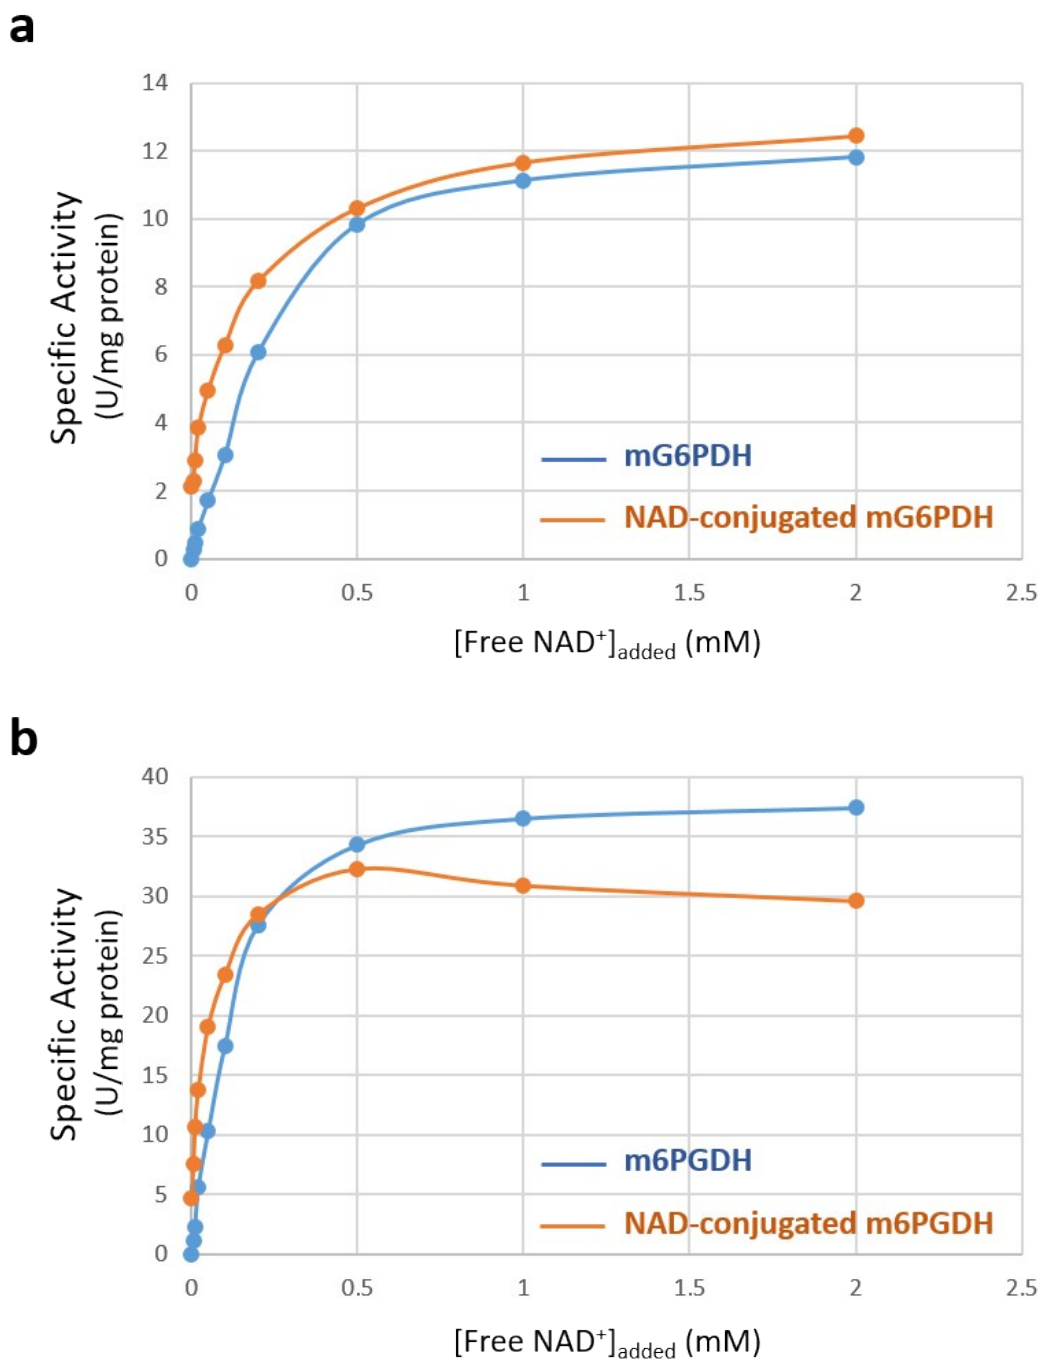 a
14
12
10
8
6
4
2
0
Specific Activity
(U/mg protein)
mG6PDH
NAD-conjugated mG6PDH
0 0.5 1 1.5 2 2.5
[Free NAD⁺]added (mM)
b
40
35
30
25
20
15
10
5
0
Specific Activity
(U/mg protein)
m6PGDH
NAD-conjugated m6PGDH
0 0.5 1 1.5 2 2.5
[Free NAD⁺]added (mM)